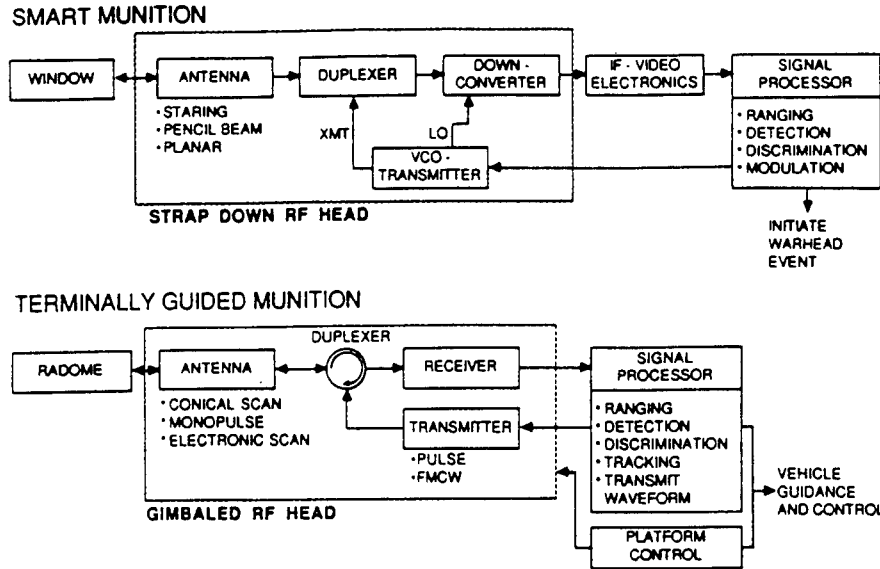 SMART MUNITION
WINDOW
ANTENNA
• STARING
• PENCIL BEAM
• PLANAR
DUPLEXER
DOWN-
CONVERTER
IF - VIDEO
ELECTRONICS
SIGNAL
PROCESSOR
• RANGING
• DETECTION
• DISCRIMINATION
• MODULATION
XMT
LO
VCO -
TRANSMITTER
STRAP DOWN RF HEAD
INITIATE
WARHEAD
EVENT
TERMINALLY GUIDED MUNITION
RADOME
ANTENNA
• CONICAL SCAN
• MONOPULSE
• ELECTRONIC SCAN
DUPLEXER
RECEIVER
TRANSMITTER
• PULSE
• FMCW
SIGNAL
PROCESSOR
• RANGING
• DETECTION
• DISCRIMINATION
• TRACKING
• TRANSMIT
WAVEFORM
GIMBALED RF HEAD
PLATFORM
CONTROL
VEHICLE
GUIDANCE
AND CONTROL